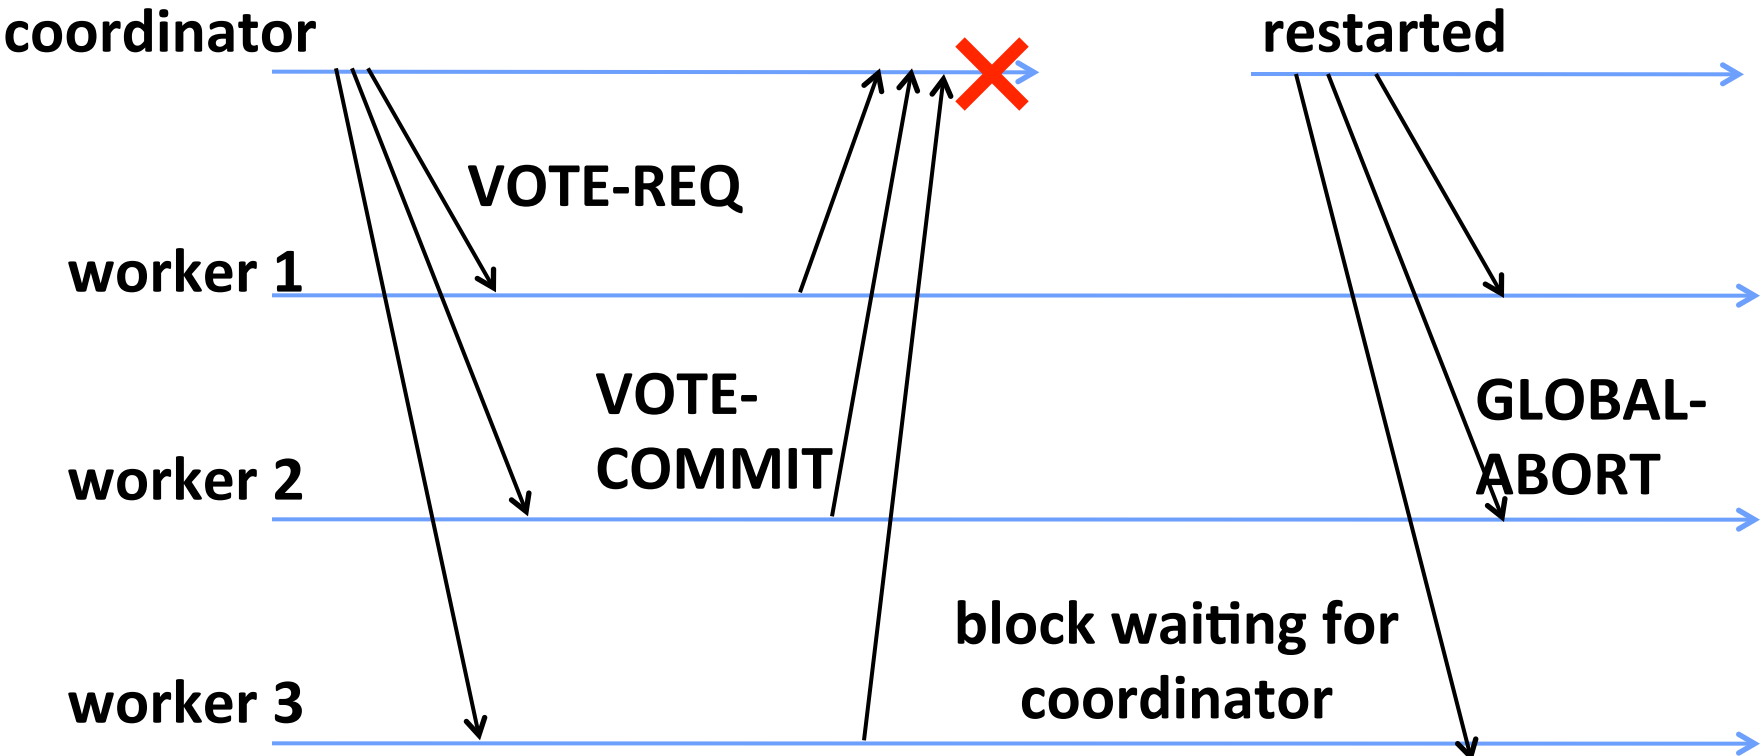 coordinator
restarted
VOTE-REQ
worker 1
VOTE-
COMMIT
GLOBAL-
ABORT
worker 2
block waiting for
coordinator
worker 3